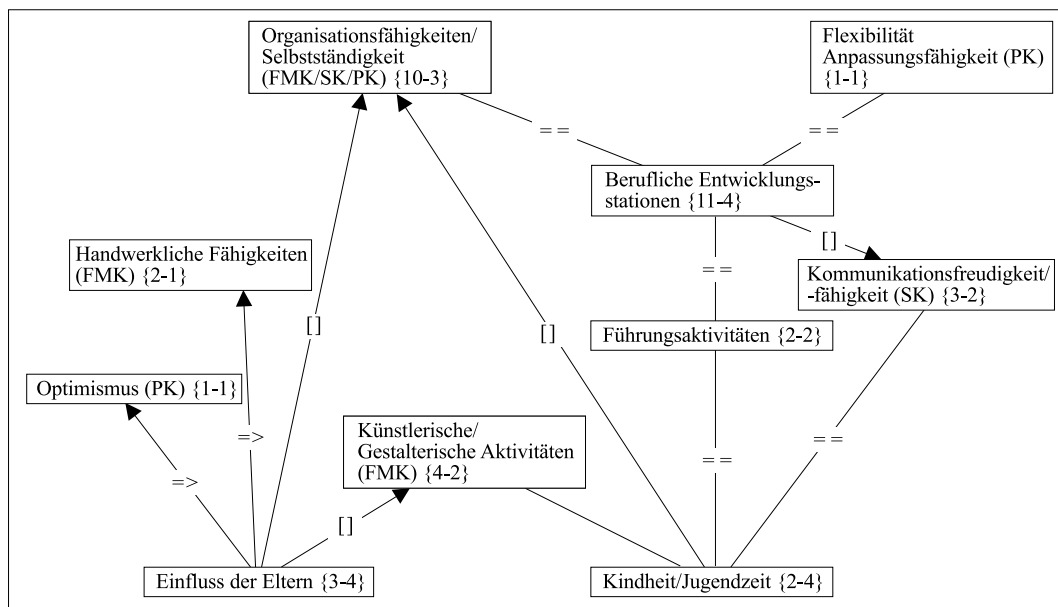 Organisationsfähigkeiten/
Selbstständigkeit
(FMK/SK/PK) {10-3}
Flexibilität
Anpassungsfähigkeit (PK)
{1-1}
==
==
Berufliche Entwicklungs-
stationen {11-4}
[]
Handwerkliche Fähigkeiten
(FMK) {2-1}
==
Kommunikationsfreudigkeit/
-fähigkeit (SK) {3-2}
[]
[]
Führungsaktivitäten {2-2}
Optimismus (PK) {1-1}
=>
Künstlerische/
Gestalterische Aktivitäten
(FMK) {4-2}
==
==
=>
[]
Einfluss der Eltern {3-4}
Kindheit/Jugendzeit {2-4}